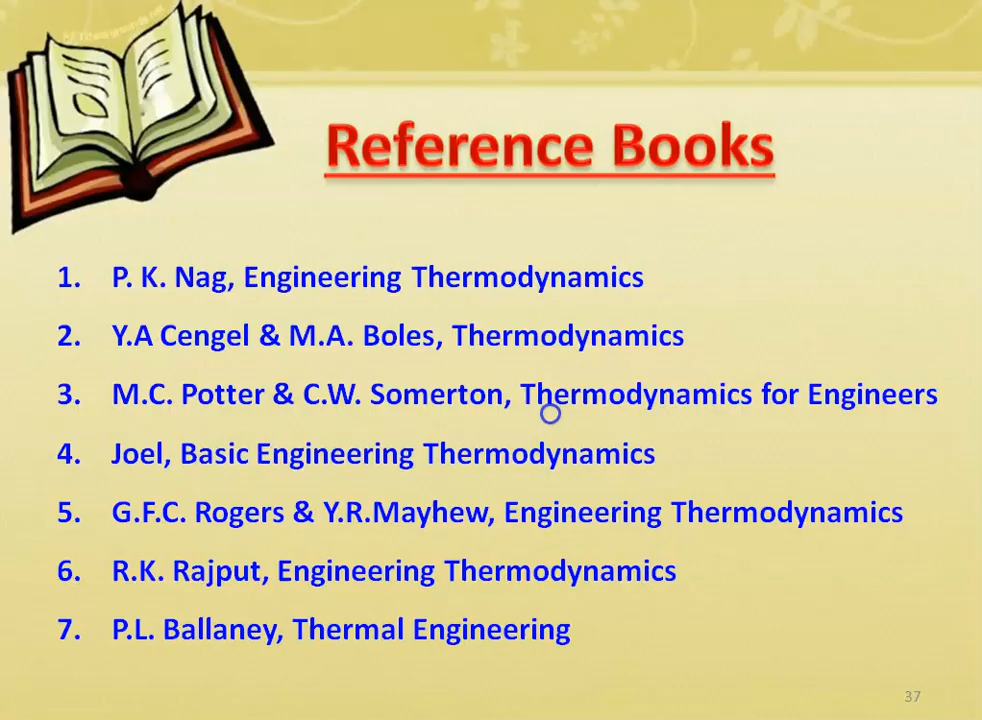 Reference Books
1. P. K. Nag, Engineering Thermodynamics
2. Y.A Cengel & M.A. Boles, Thermodynamics
3. M.C. Potter & C.W. Somerton, Thermodynamics for Engineers
4. Joel, Basic Engineering Thermodynamics
5. G.F.C. Rogers & Y.R.Mayhew, Engineering Thermodynamics
6. R.K. Rajput, Engineering Thermodynamics
7. P.L. Ballaney, Thermal Engineering
37